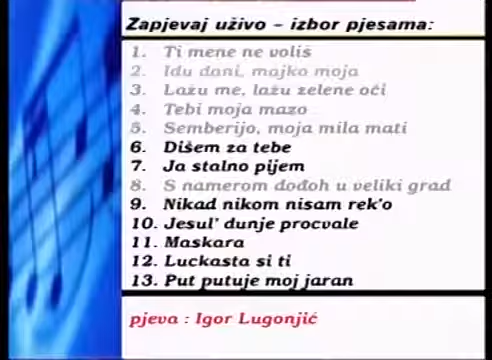 Zapjevaj uživo - izbor pjesama:
1. Ti mene ne voliš
2. Idu dani, majko moja
3. Lažu me, lažu zelene oči
4. Tebi moja mazo
5. Semberijo, moja mila mati
6. Dišem za tebe
7. Ja stalno pijem
8. S namerom dođoh u veliki grad
9. Nikad nikom nisam rek'o
10. Jesul' dunje procvale
11. Maskara
12. Luckasta si ti
13. Put putuje moj jaran
pjeva : Igor Lugonjić